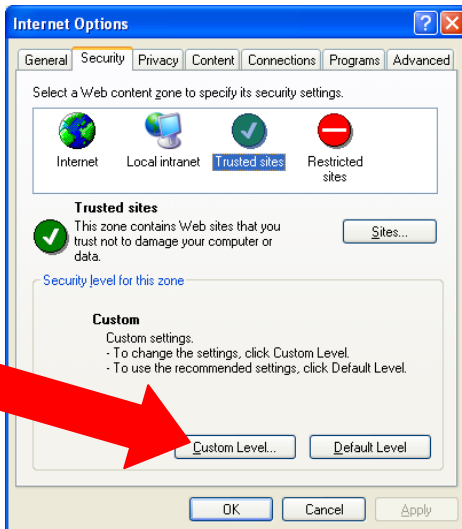 Internet Options
General Security Privacy Content Connections Programs Advanced
Select a Web content zone to specify its security settings.
Internet Local intranet Trusted sites Restricted
sites
Trusted sites
This zone contains Web sites that you
trust not to damage your computer or
data.
Sites...
Security level for this zone
Custom
Custom settings.
- To change the settings, click Custom Level.
- To use the recommended settings, click Default Level.
Custom Level... Default Level
OK Cancel Apply